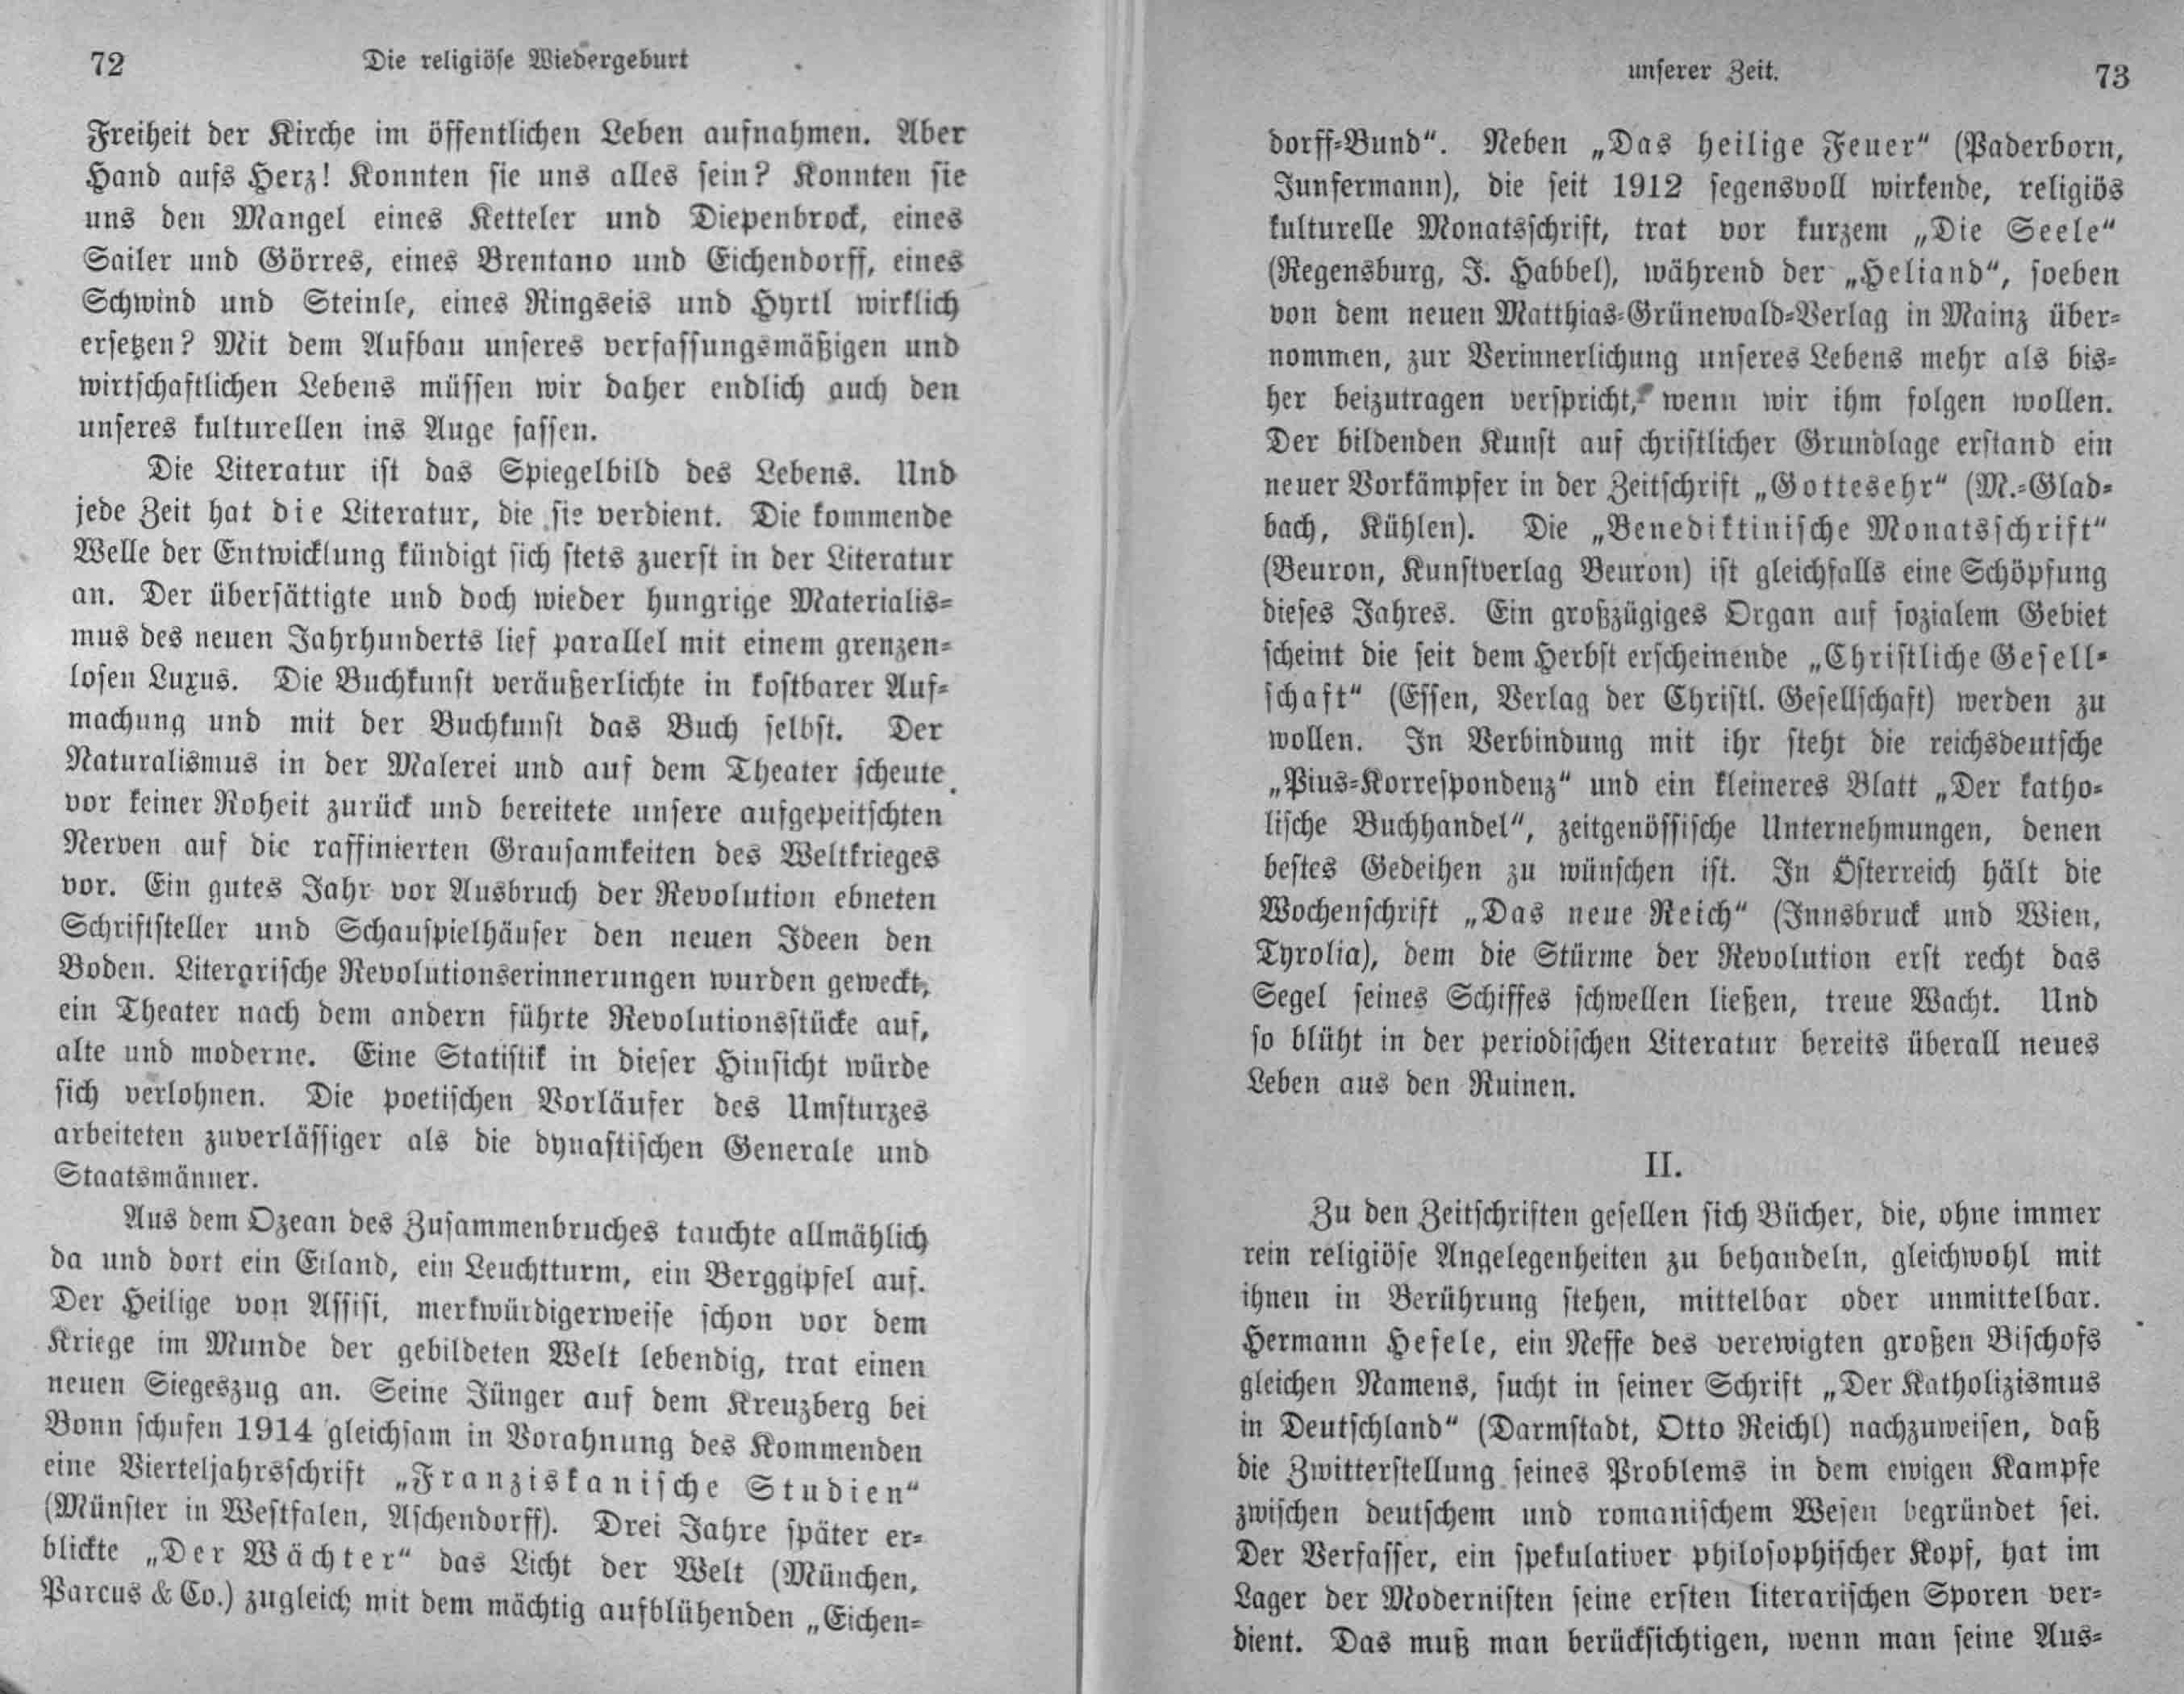 72
Die religiöse Wiedergeburt
Freiheit der Kirche im öffentlichen Leben aufnahmen. Aber
Hand aufs Herz! Konnten sie uns alles sein? Konnten sie
uns den Mangel eines Ketteler und Diepenbrock, eines
Sailer und Görres, eines Brentano und Eichendorff, eines
Schwind und Steinle, eines Ringseis und Hyrtl wirklich
ersetzen? Mit dem Aufbau unseres verfassungsmäßigen und
wirtschaftlichen Lebens müssen wir daher endlich auch den
unseres kulturellen ins Auge fassen.
Die Literatur ist das Spiegelbild des Lebens. Und
jede Zeit hat die Literatur, die sie verdient. Die kommende
Welle der Entwicklung kündigt sich stets zuerst in der Literatur
an. Der übersättigte und doch wieder hungrige Materialis-
mus des neuen Jahrhunderts lief parallel mit einem grenzen-
losen Luxus. Die Buchkunst veräußerlichte in kostbarer Auf-
machung und mit der Buchkunst das Buch selbst. Der
Naturalismus in der Malerei und auf dem Theater scheute
vor keiner Roheit zurück und bereitete unsere aufgepeitschten
Nerven auf die raffinierten Grausamkeiten des Weltkrieges
vor. Ein gutes Jahr vor Ausbruch der Revolution ebneten
Schriftsteller und Schauspielhäuser den neuen Ideen den
Boden. Literarische Revolutionserinnerungen wurden geweckt,
ein Theater nach dem andern führte Revolutionsstücke auf,
alte und moderne. Eine Statistik in dieser Hinsicht würde
sich verlohnen. Die poetischen Vorläufer des Umsturzes
arbeiteten zuverlässiger als die dynastischen Generale und
Staatsmänner.
Aus dem Ozean des Zusammenbruches tauchte allmählich
da und dort ein Eiland, ein Leuchtturm, ein Berggipfel auf.
Der Heilige von Assisi, merkwürdigerweise schon vor dem
Kriege im Munde der gebildeten Welt lebendig, trat einen
neuen Siegeszug an. Seine Jünger auf dem Kreuzberg bei
Bonn schufen 1914 gleichsam in Vorahnung des Kommenden
eine Vierteljahrsschrift „Franziskanische Studien“
(Münster in Westfalen, Aschendorff). Drei Jahre später er-
blickte „Der Wächter“ das Licht der Welt (München,
Parcus & Co.) zugleich mit dem mächtig aufblühenden „Eichen-
unserer Zeit.
73
dorff-Bund“. Neben „Das heilige Feuer“ (Paderborn,
Junfermann), die seit 1912 segensvoll wirkende, religiös
kulturelle Monatsschrift, trat vor kurzem „Die Seele“
(Regensburg, J. Habbel), während der „Heliand“, soeben
von dem neuen Matthias-Grünewald-Verlag in Mainz über-
nommen, zur Verinnerlichung unseres Lebens mehr als bis-
her beizutragen verspricht, wenn wir ihm folgen wollen.
Der bildenden Kunst auf christlicher Grundlage erstand ein
neuer Vorkämpfer in der Zeitschrift „Gottesehr“ (M.-Glad-
bach, Kühlen). Die „Benediktinische Monatsschrift“
(Beuron, Kunstverlag Beuron) ist gleichfalls eine Schöpfung
dieses Jahres. Ein großzügiges Organ auf sozialem Gebiet
scheint die seit dem Herbst erscheinende „Christliche Gesell-
schaft“ (Essen, Verlag der Christl. Gesellschaft) werden zu
wollen. In Verbindung mit ihr steht die reichsdeutsche
„Pius-Korrespondenz“ und ein kleineres Blatt „Der katho-
lische Buchhandel“, zeitgenössische Unternehmungen, denen
bestes Gedeihen zu wünschen ist. In Österreich hält die
Wochenschrift „Das neue Reich“ (Innsbruck und Wien,
Tyrolia), dem die Stürme der Revolution erst recht das
Segel seines Schiffes schwellen ließen, treue Wacht. Und
so blüht in der periodischen Literatur bereits überall neues
Leben aus den Ruinen.
II.
Zu den Zeitschriften gesellen sich Bücher, die, ohne immer
rein religiöse Angelegenheiten zu behandeln, gleichwohl mit
ihnen in Berührung stehen, mittelbar oder unmittelbar.
Hermann Hefele, ein Neffe des verewigten großen Bischofs
gleichen Namens, sucht in seiner Schrift „Der Katholizismus
in Deutschland“ (Darmstadt, Otto Reichl) nachzuweisen, daß
die Zwitterstellung seines Problems in dem ewigen Kampfe
zwischen deutschem und romanischem Wesen begründet sei.
Der Verfasser, ein spekulativer philosophischer Kopf, hat im
Lager der Modernisten seine ersten literarischen Sporen ver-
dient. Das muß man berücksichtigen, wenn man seine Aus-